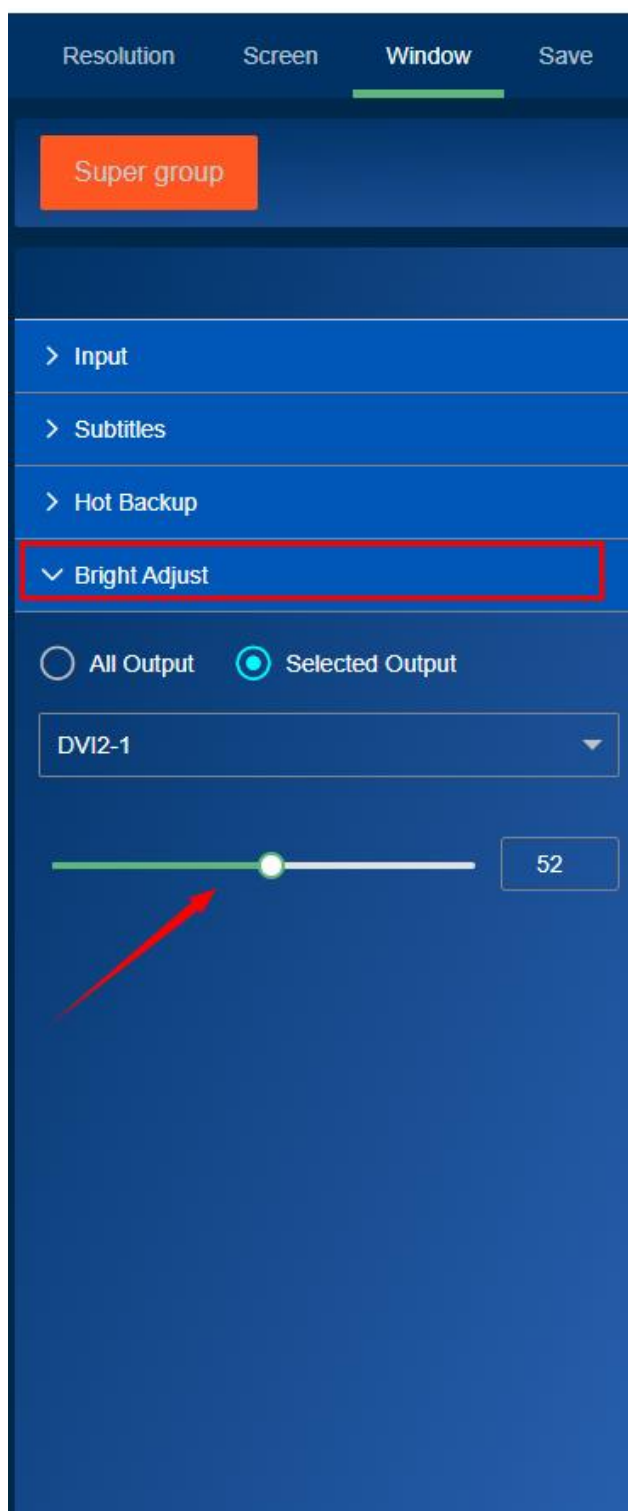 Resolution Screen Window Save
Super group
Input
Subtitles
Hot Backup
Bright Adjust
All Output Selected Output
DVI2-1
52